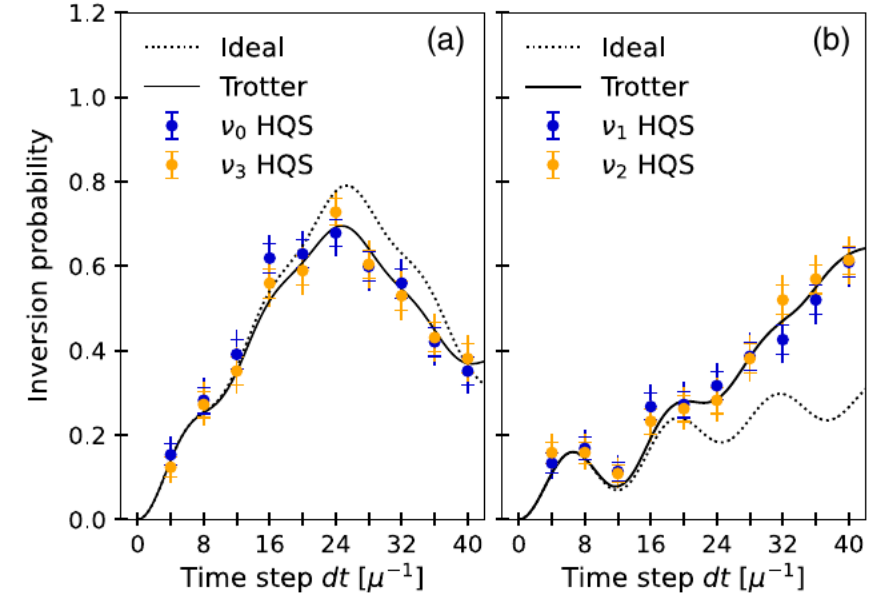 Inversion probability
1.2
1.0
0.8
0.6
0.4
0.2
0.0
(a)
Ideal
Trotter
ν₀ HQS
ν₃ HQS
0 8 16 24 32 40
Time step dt [μ⁻¹]
(b)
Ideal
Trotter
ν₁ HQS
ν₂ HQS
0 8 16 24 32 40
Time step dt [μ⁻¹]